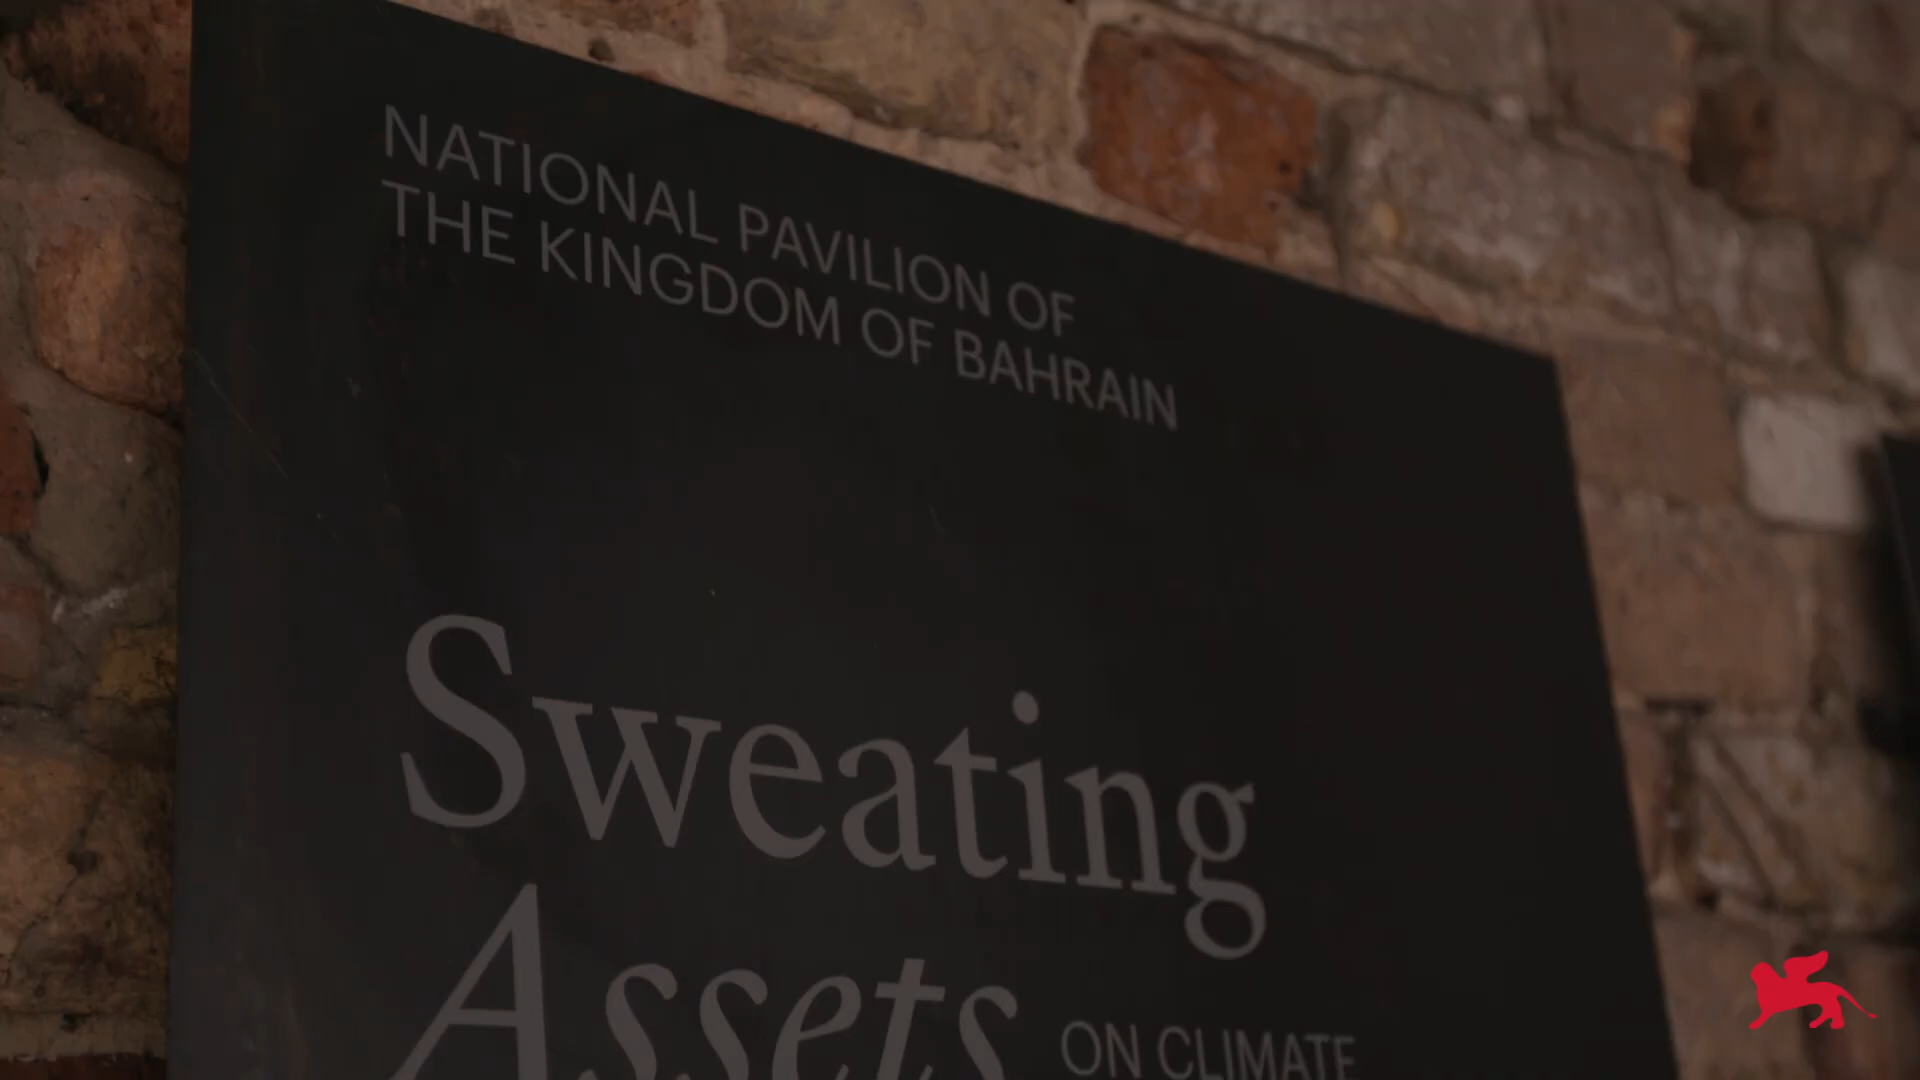 NATIONAL PAVILION OF
THE KINGDOM OF BAHRAIN
Sweating
Assets ON CLIMATE